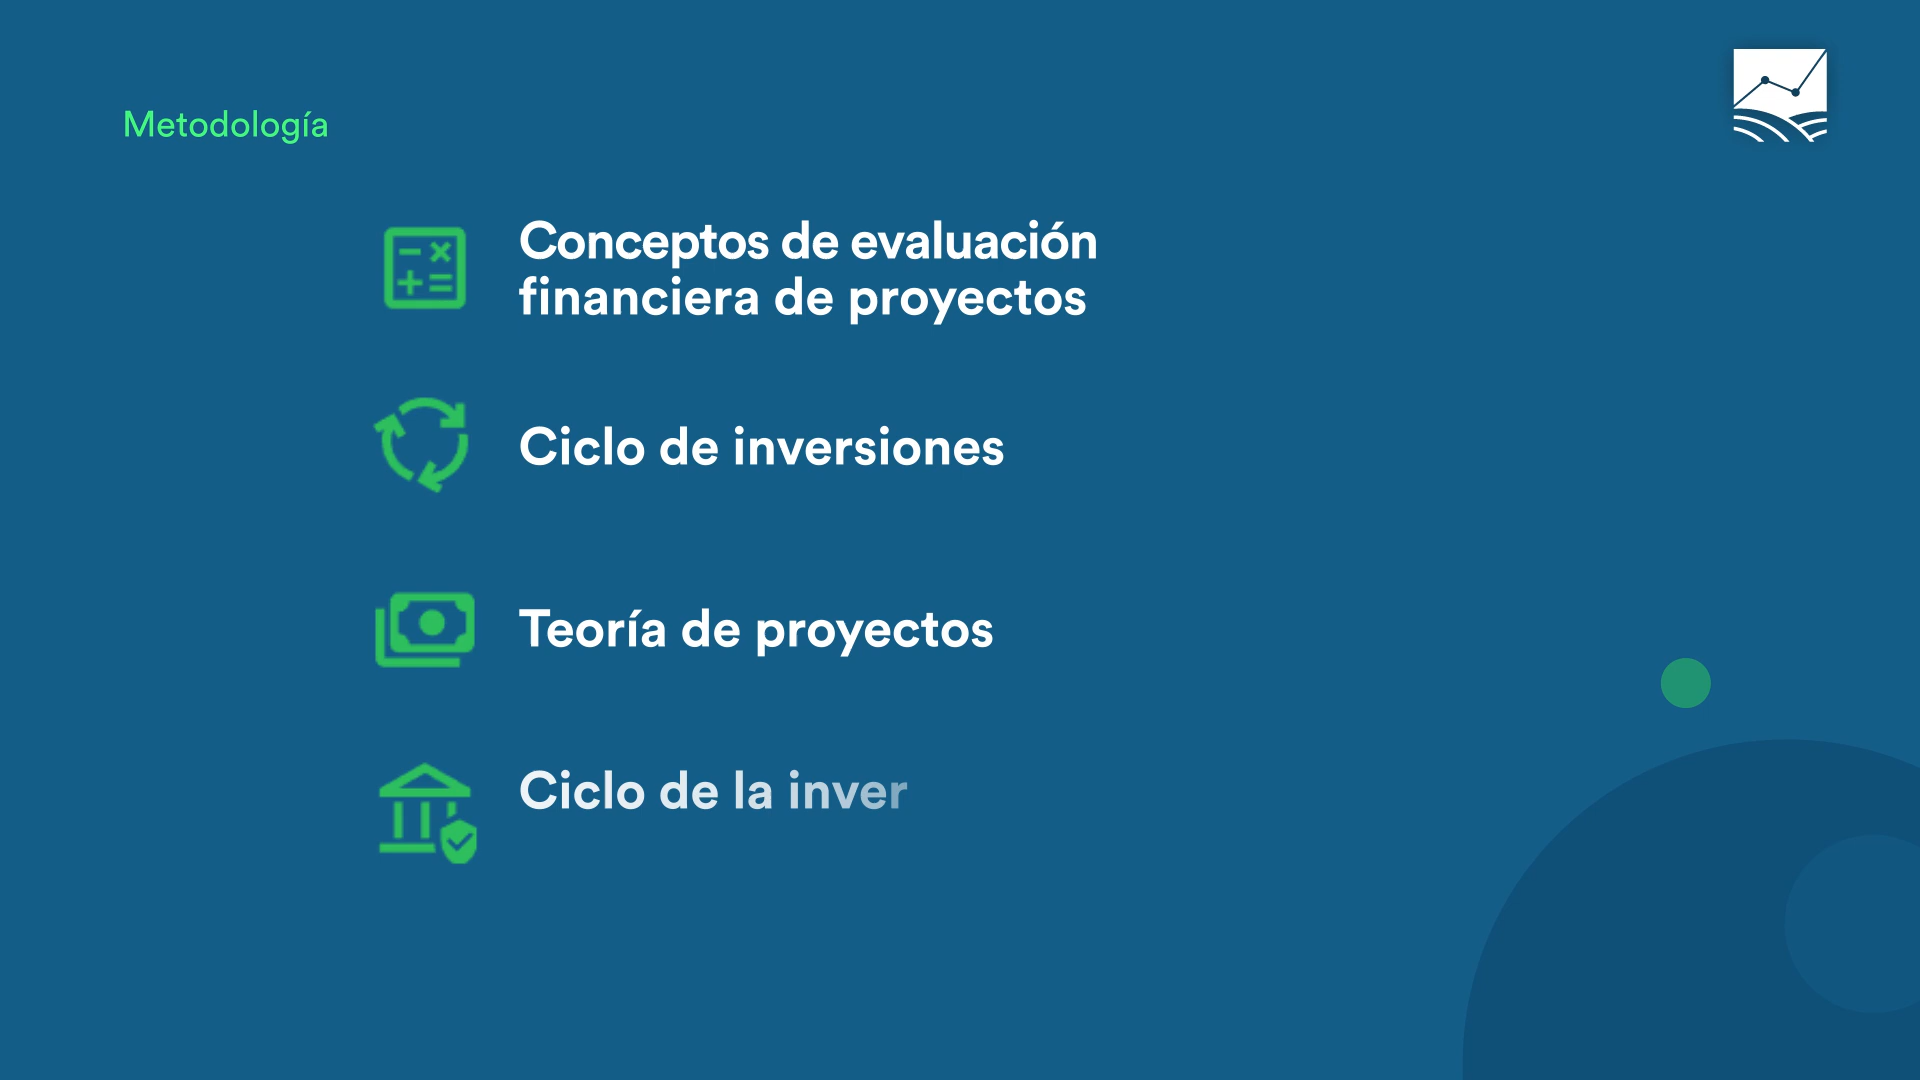 Metodología
Conceptos de evaluación
financiera de proyectos
Ciclo de inversiones
Teoría de proyectos
Ciclo de la inver